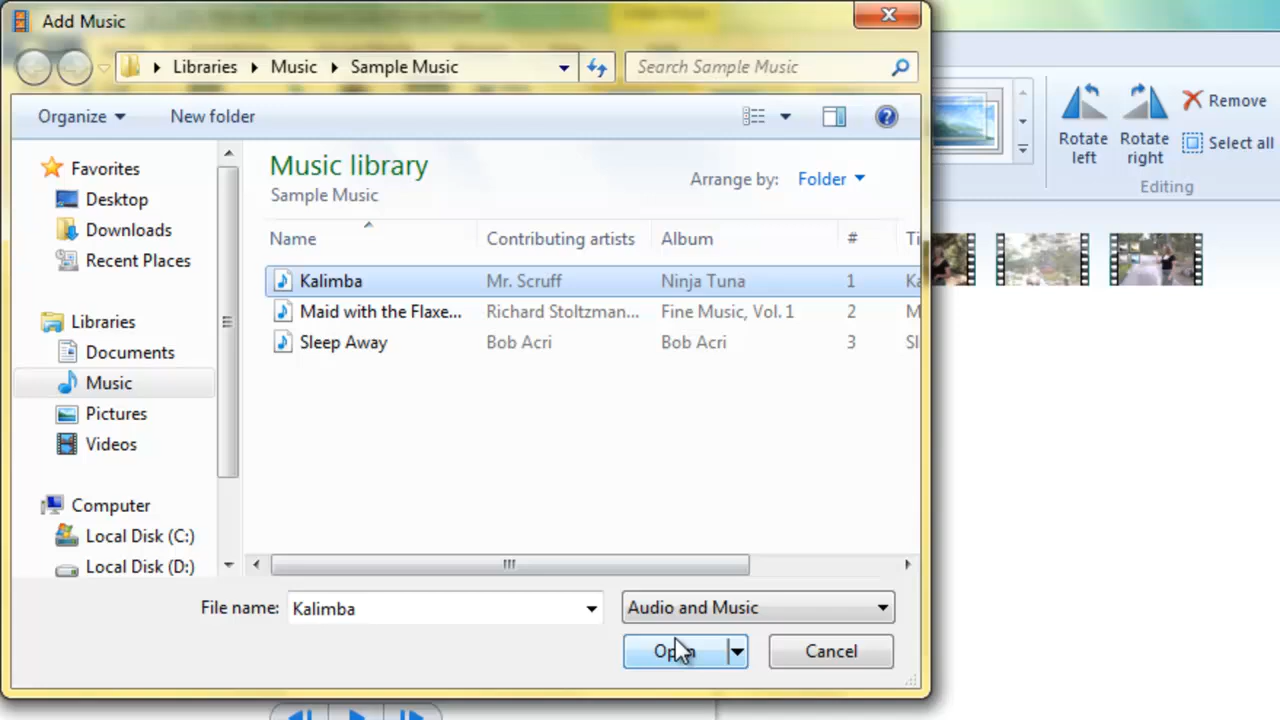 Add Music
Libraries Music Sample Music
Search Sample Music
Organize
New folder
Favorites
Desktop
Downloads
Recent Places
Libraries
Documents
Music
Pictures
Videos
Computer
Local Disk (C:)
Local Disk (D:)
Music library
Sample Music
Arrange by: Folder
Name Contributing artists Album #
Kalimba Mr. Scruff Ninja Tuna 1
Maid with the Flaxe... Richard Stoltzman... Fine Music, Vol. 1 2
Sleep Away Bob Acri Bob Acri 3
File name: Kalimba
Audio and Music
Open
Cancel
Rotate left
Rotate right
Remove
Select all
Editing